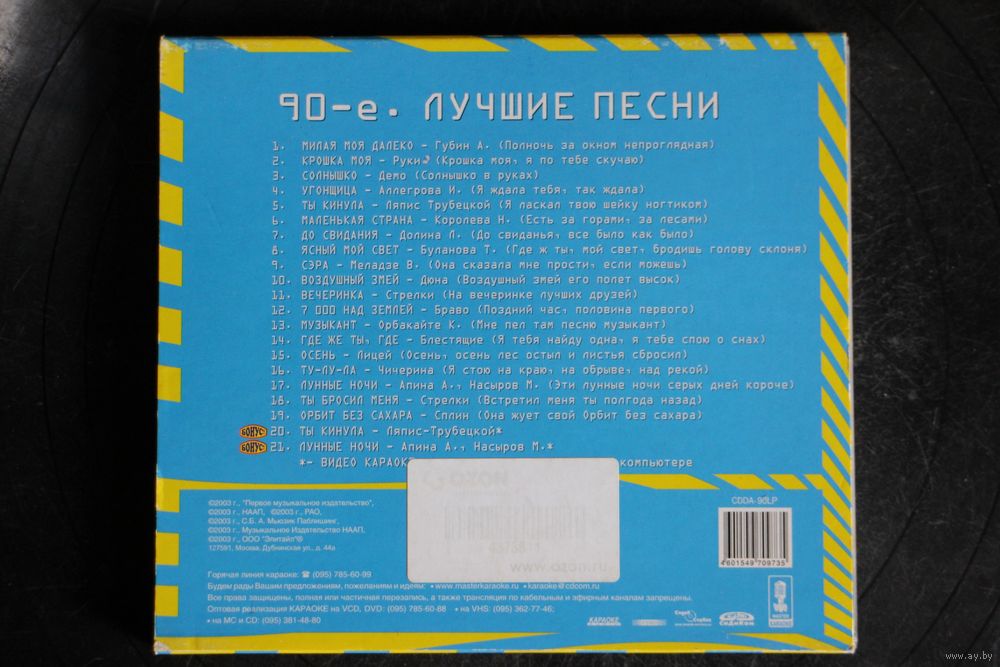 90-е. ЛУЧШИЕ ПЕСНИ
1. МИЛАЯ МОЯ ДАЛЕКО - Губин А. (Полночь за окном непроглядная)
2. КРОШКА МОЯ - Руки (Крошка моя, я по тебе скучаю)
3. СОЛНЫШКО - Демо (Солнышко в руках)
4. УГОНЩИЦА - Аллегрова И. (Я ждала тебя, так ждала)
5. ТЫ КИНУЛА - Ляпис Трубецкой (Я ласкал твою шейку ногтиком)
6. МАЛЕНЬКАЯ СТРАНА - Королева Н. (Есть за горами, за лесами)
7. ДО СВИДАНИЯ - Долина Л. (До свиданья, все было как было)
8. ЯСНЫЙ МОЙ СВЕТ - Буланова Т. (Где ж ты, мой свет, бродишь голову склоня)
9. СЭРА - Меладзе В. (Она сказала мне прости, если можешь)
10. ВОЗДУШНЫЙ ЗМЕЙ - Дюна (Воздушный змей его полет высок)
11. ВЕЧЕРИНКА - Стрелки (На вечеринке лучших друзей)
12. 7 000 НАД ЗЕМЛЕЙ - Браво (Поздний час, половина первого)
13. МУЗЫКАНТ - Орбакайте К. (Мне пел там песню музыкант)
14. ГДЕ ЖЕ ТЫ, ГДЕ - Блестящие (Я тебя найду одна, я тебе спою о снах)
15. ОСЕНЬ - Лицей (Осень, осень лес остыл и листья сбросил)
16. ТУ-ЛУ-ЛА - Чичерина (Я стою на краю, на обрыве, над рекой)
17. ЛУННЫЕ НОЧИ - Апина А., Насыров М. (Эти лунные ночи серых дней короче)
18. ТЫ БРОСИЛ МЕНЯ - Стрелки (Встретил меня ты полгода назад)
19. ОРБИТ БЕЗ САХАРА - Сплин (Она жует свой Орбит без сахара)
БОНУС! 20. ТЫ КИНУЛА - Ляпис-Трубецкой*
БОНУС! 21. ЛУННЫЕ НОЧИ - Апина А., Насыров М.*
*- ВИДЕО КАРАОКЕ компьютере
OZON
www.ozon.ru
©2003 г., "Первое музыкальное издательство",
©2003 г., НААП, ©2003 г., РАО,
©2003 г., С.Б.А. Мьюзик Паблишинг,
©2003 г., Музыкальное Издательство НААП,
©2003 г., ООО "Элитайл"®
127591, Москва, Дубнинская ул., д. 44а
CDDA-90LP
4601549709735
Горячая линия караоке: ☎ (095) 785-60-99
Будем рады Вашим предложениям, пожеланиям и идеям: • www.masterkaraoke.ru • karaoke@cdcom.ru
Все права защищены, полная или частичная перезапись, а также трансляция по кабельным и эфирным каналам запрещены.
Оптовая реализация КАРАОКЕ на VCD, DVD: (095) 785-60-88 • на VHS: (095) 362-77-46;
• на МС и CD: (095) 381-48-80
КАРАОКЕ
СиДиКом
МАСТЕР
КАРАОКЕ
www.ay.by